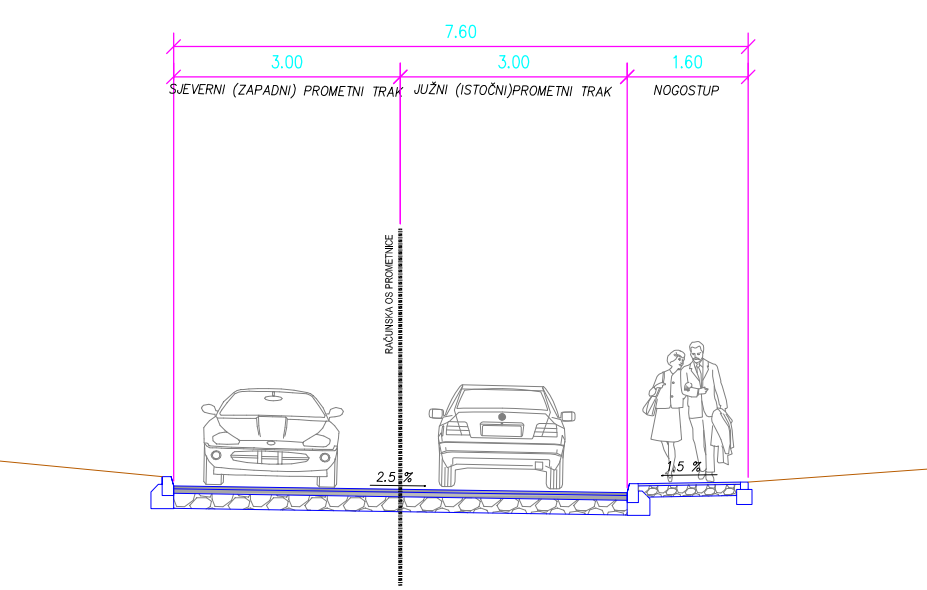 7.60
3.00 3.00 1.60
SJEVERNI (ZAPADNI) PROMETNI TRAK JUŽNI (ISTOČNI)PROMETNI TRAK NOGOSTUP
RAČUNSKA OS PROMETNICE
2.5 % 1.5 %